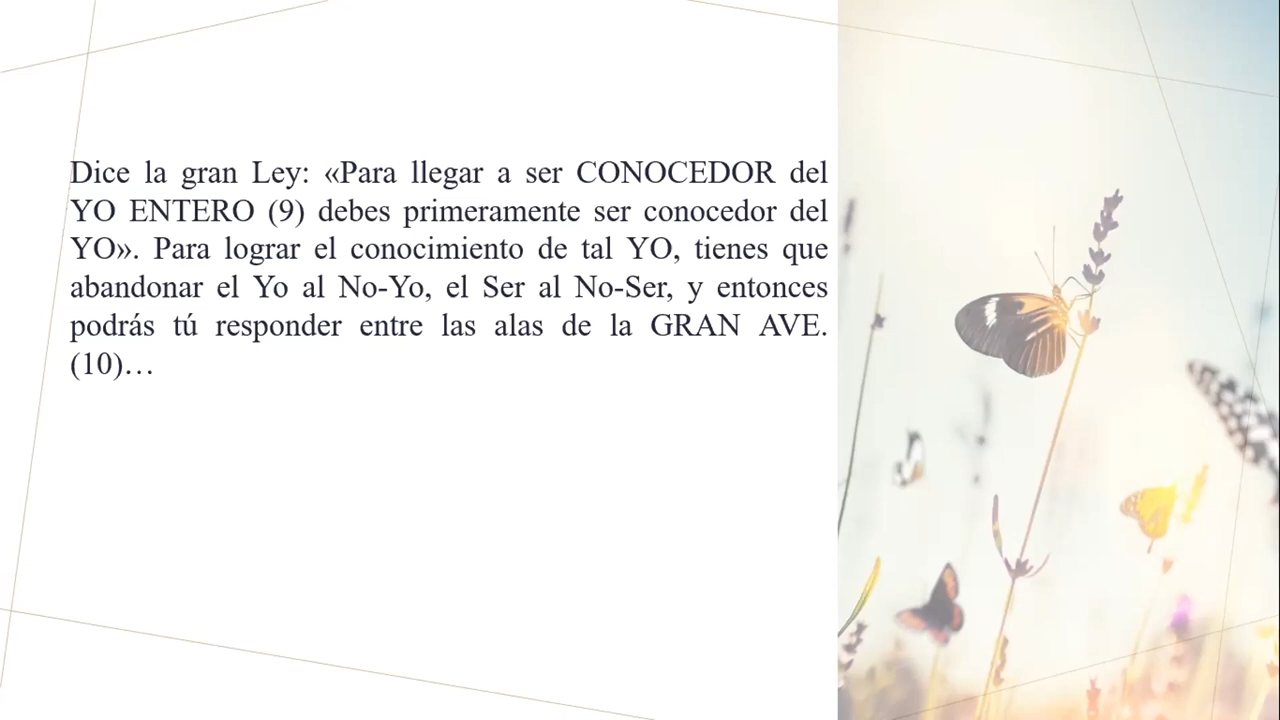 Dice la gran Ley: «Para llegar a ser CONOCEDOR del
YO ENTERO (9) debes primeramente ser conocedor del
YO». Para lograr el conocimiento de tal YO, tienes que
abandonar el Yo al No-Yo, el Ser al No-Ser, y entonces
podrás tú responder entre las alas de la GRAN AVE.
(10)…